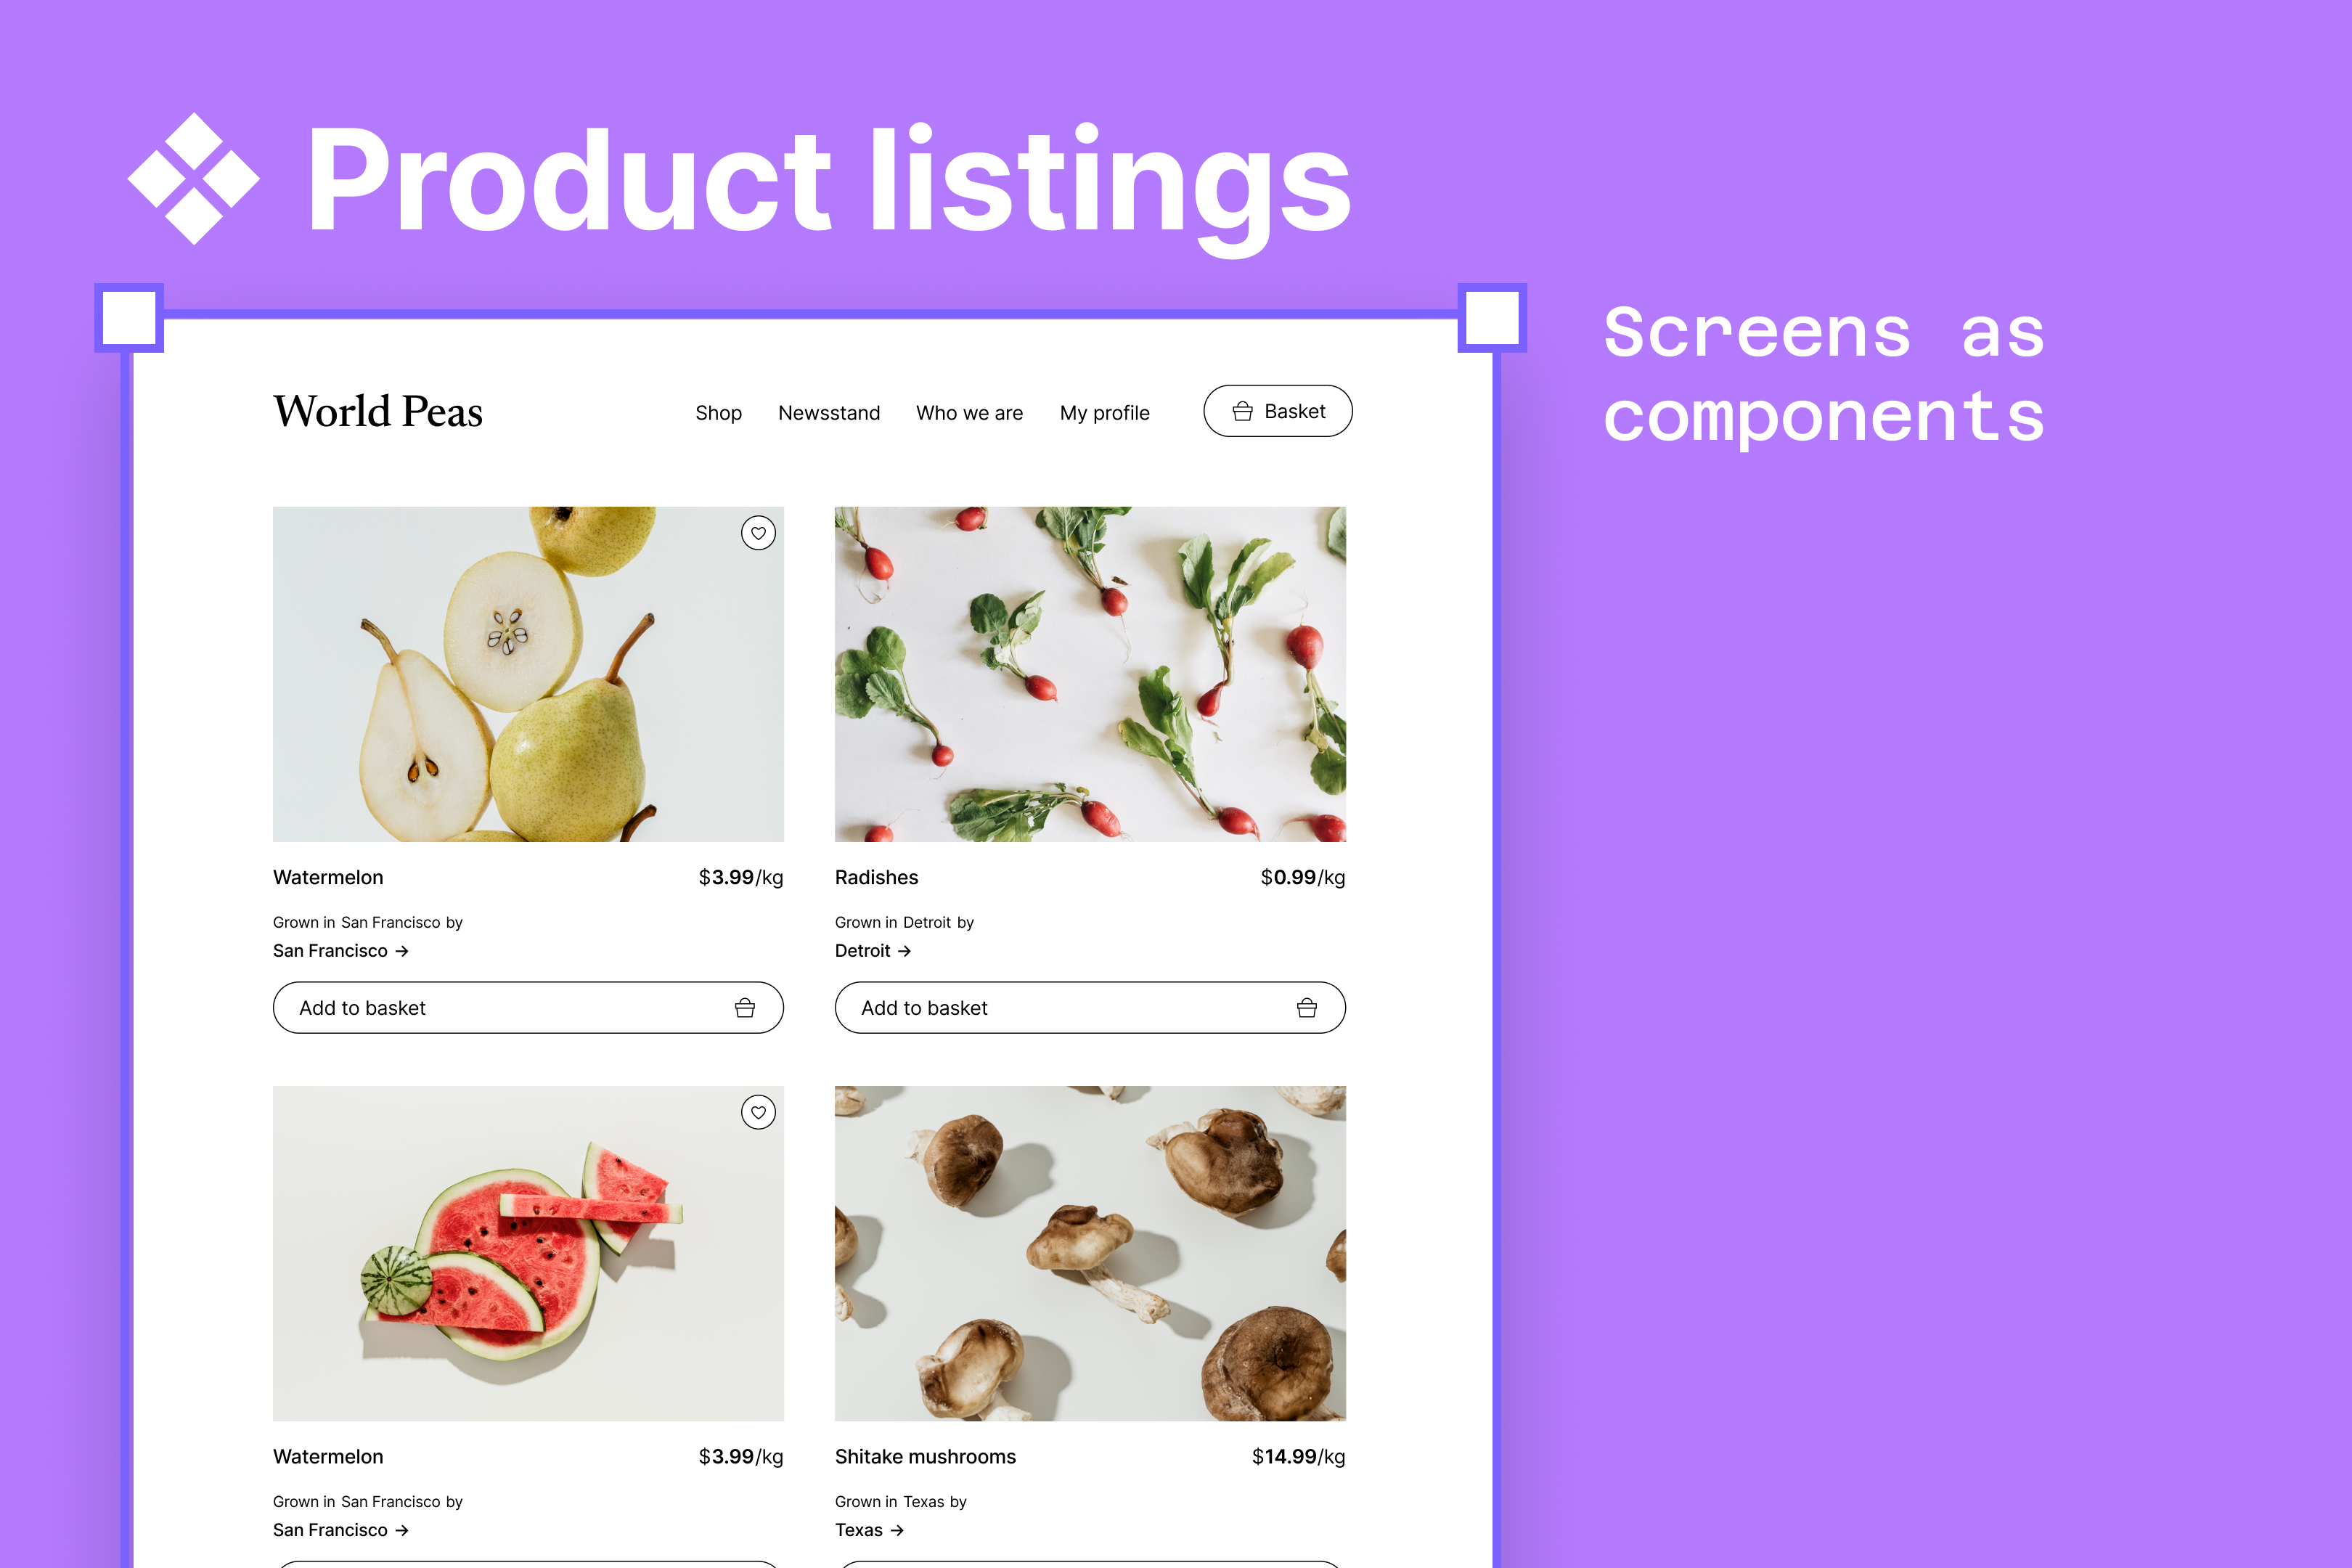 Product listings
Screens as
components
World Peas
Shop Newsstand Who we are My profile Basket
Watermelon $3.99/kg
Grown in San Francisco by
San Francisco →
Add to basket
Radishes $0.99/kg
Grown in Detroit by
Detroit →
Add to basket
Watermelon $3.99/kg
Grown in San Francisco by
San Francisco →
Shitake mushrooms $14.99/kg
Grown in Texas by
Texas →